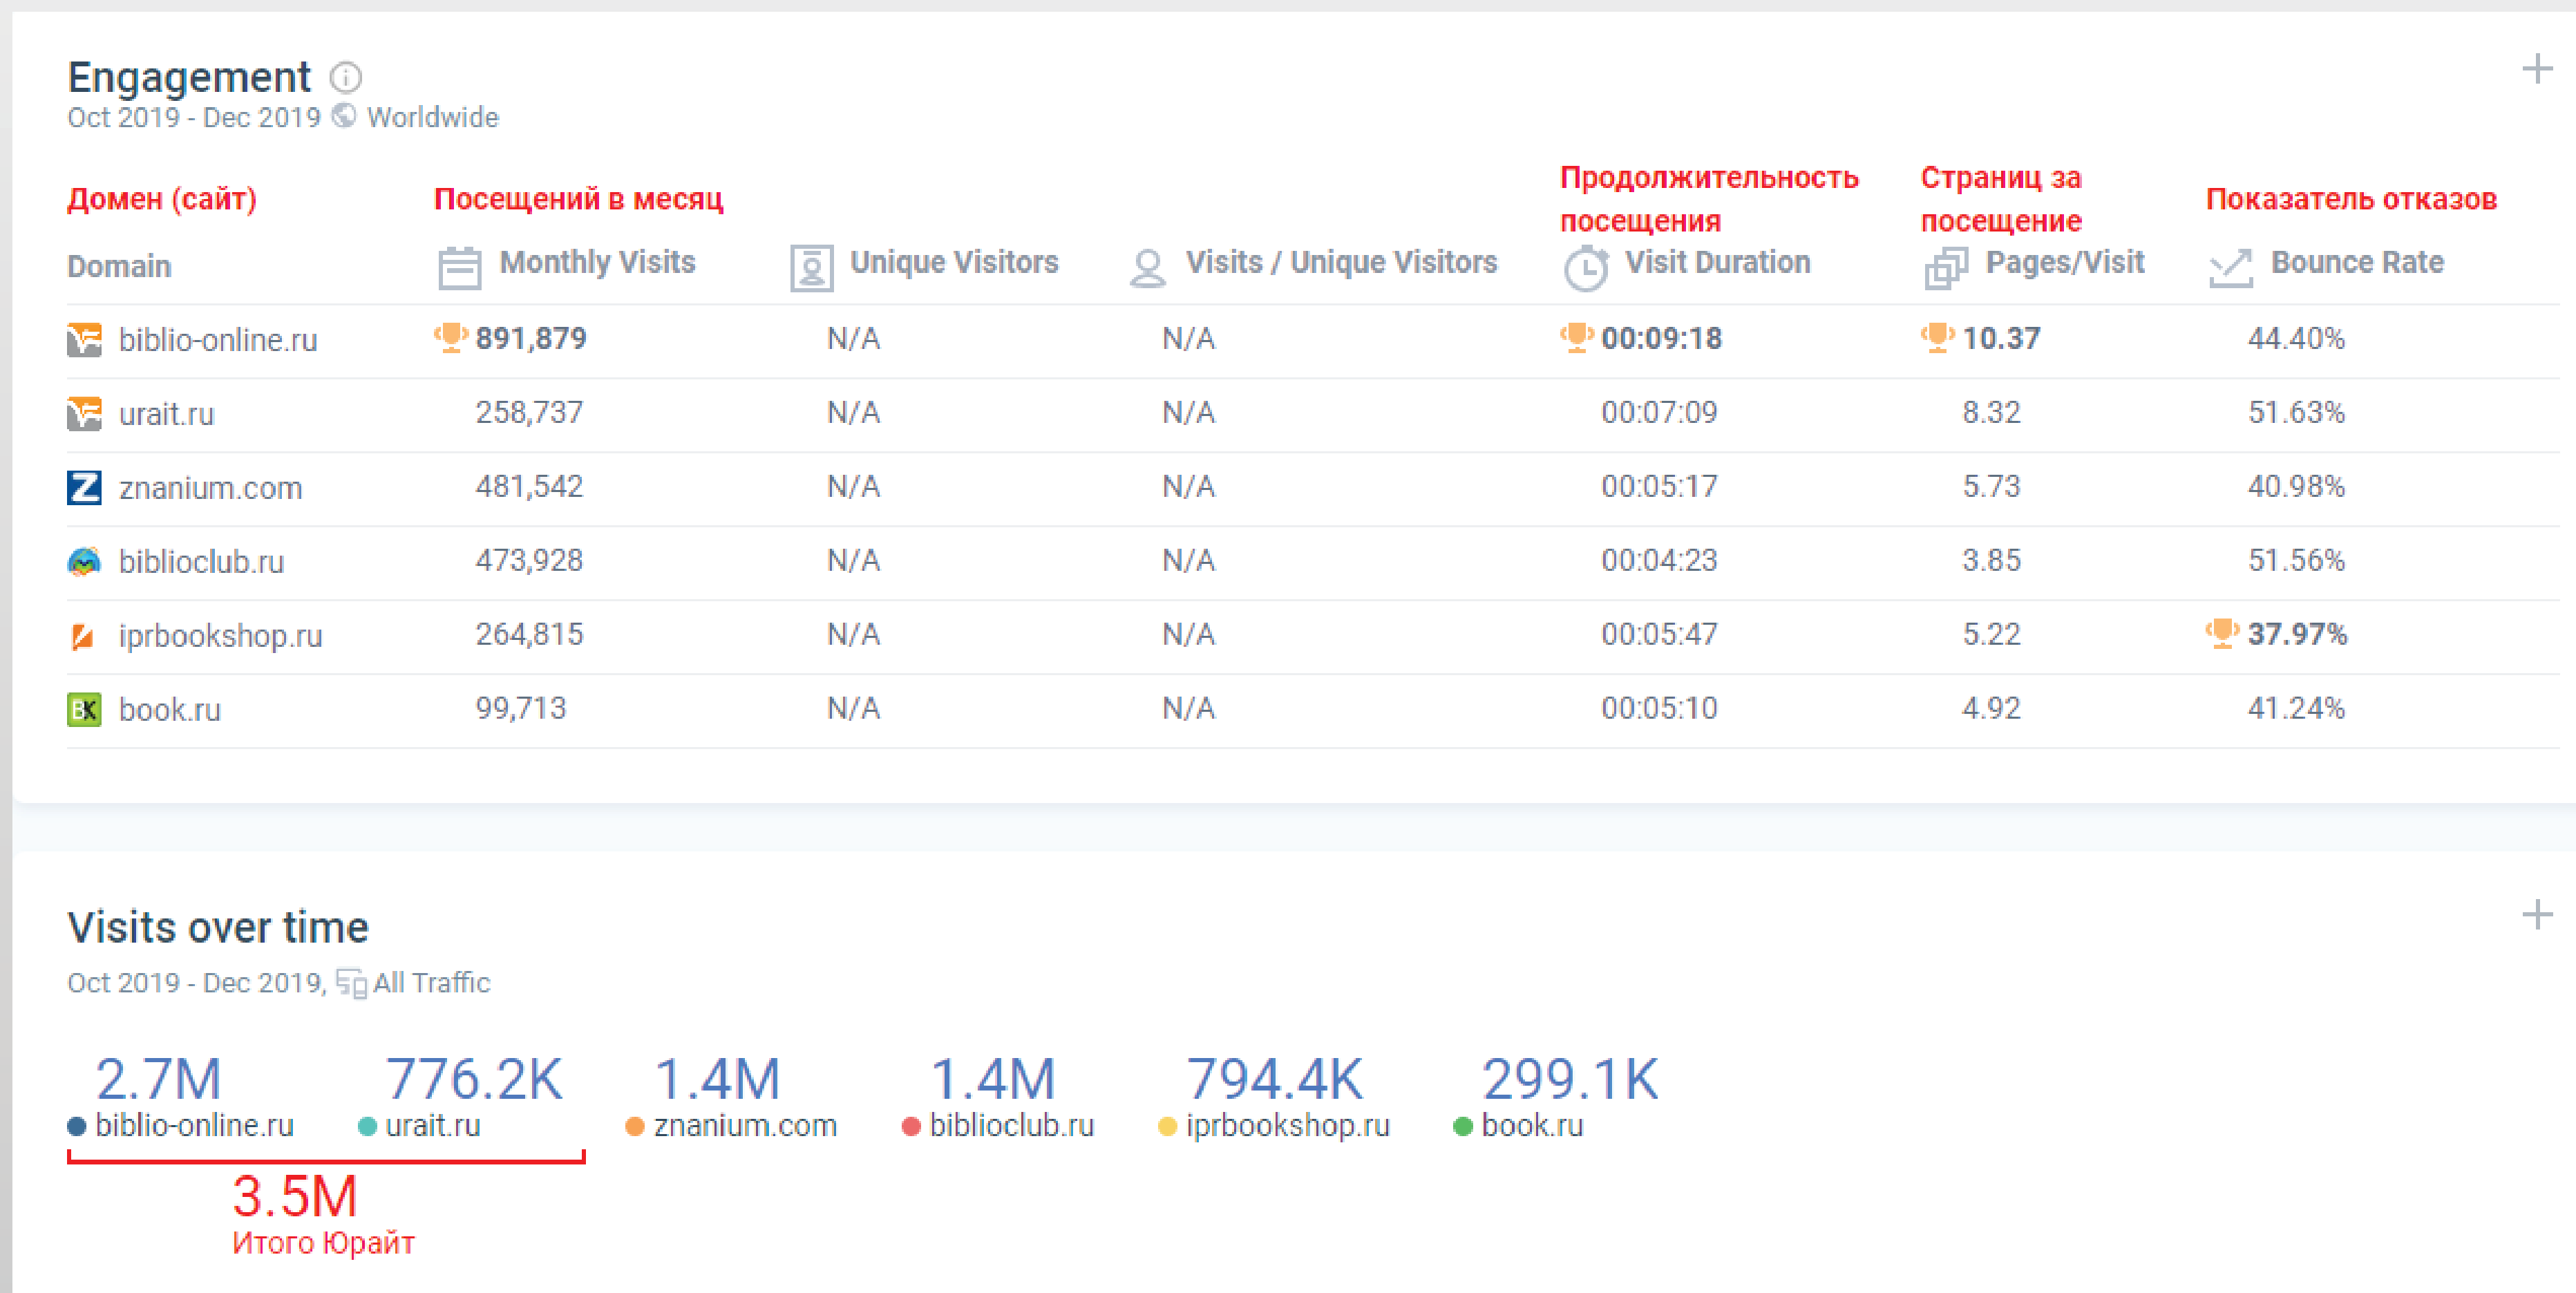 Engagement
Oct 2019 - Dec 2019 Worldwide
Домен (сайт) Посещений в месяц Продолжительность посещения Страниц за посещение Показатель отказов
Domain Monthly Visits Unique Visitors Visits / Unique Visitors Visit Duration Pages/Visit Bounce Rate
biblio-online.ru 891,879 N/A N/A 00:09:18 10.37 44.40%
urait.ru 258,737 N/A N/A 00:07:09 8.32 51.63%
Z znanium.com 481,542 N/A N/A 00:05:17 5.73 40.98%
biblioclub.ru 473,928 N/A N/A 00:04:23 3.85 51.56%
iprbookshop.ru 264,815 N/A N/A 00:05:47 5.22 37.97%
BK book.ru 99,713 N/A N/A 00:05:10 4.92 41.24%
Visits over time
Oct 2019 - Dec 2019, All Traffic
2.7M 776.2K 1.4M 1.4M 794.4K 299.1K
biblio-online.ru urait.ru znanium.com biblioclub.ru iprbookshop.ru book.ru
3.5M
Итого Юрайт